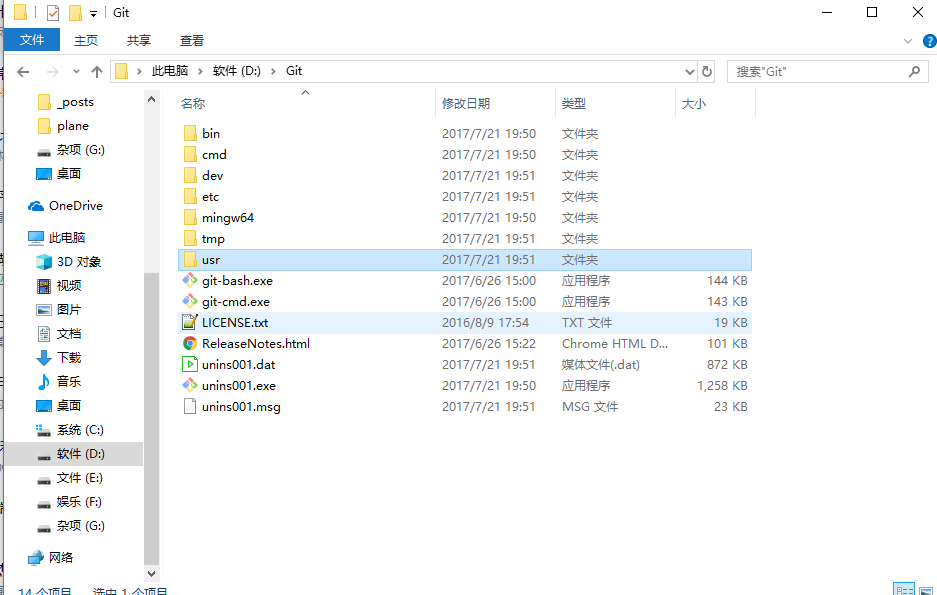 Git
文件 主页 共享 查看
此电脑 软件 (D:) Git 搜索"Git"
_posts
plane
杂项 (G:)
桌面
OneDrive
此电脑
3D 对象
视频
图片
文档
下载
音乐
桌面
系统 (C:)
软件 (D:)
文件 (E:)
娱乐 (F:)
杂项 (G:)
网络
名称 修改日期 类型 大小
bin 2017/7/21 19:50 文件夹
cmd 2017/7/21 19:50 文件夹
dev 2017/7/21 19:51 文件夹
etc 2017/7/21 19:51 文件夹
mingw64 2017/7/21 19:50 文件夹
tmp 2017/7/21 19:51 文件夹
usr 2017/7/21 19:51 文件夹
git-bash.exe 2017/6/26 15:00 应用程序 144 KB
git-cmd.exe 2017/6/26 15:00 应用程序 143 KB
LICENSE.txt 2016/8/9 17:54 TXT 文件 19 KB
ReleaseNotes.html 2017/6/26 15:22 Chrome HTML D... 101 KB
unins001.dat 2017/7/21 19:51 媒体文件(.dat) 872 KB
unins001.exe 2017/7/21 19:50 应用程序 1,258 KB
unins001.msg 2017/7/21 19:51 MSG 文件 23 KB
14 个项目 选中 1 个项目